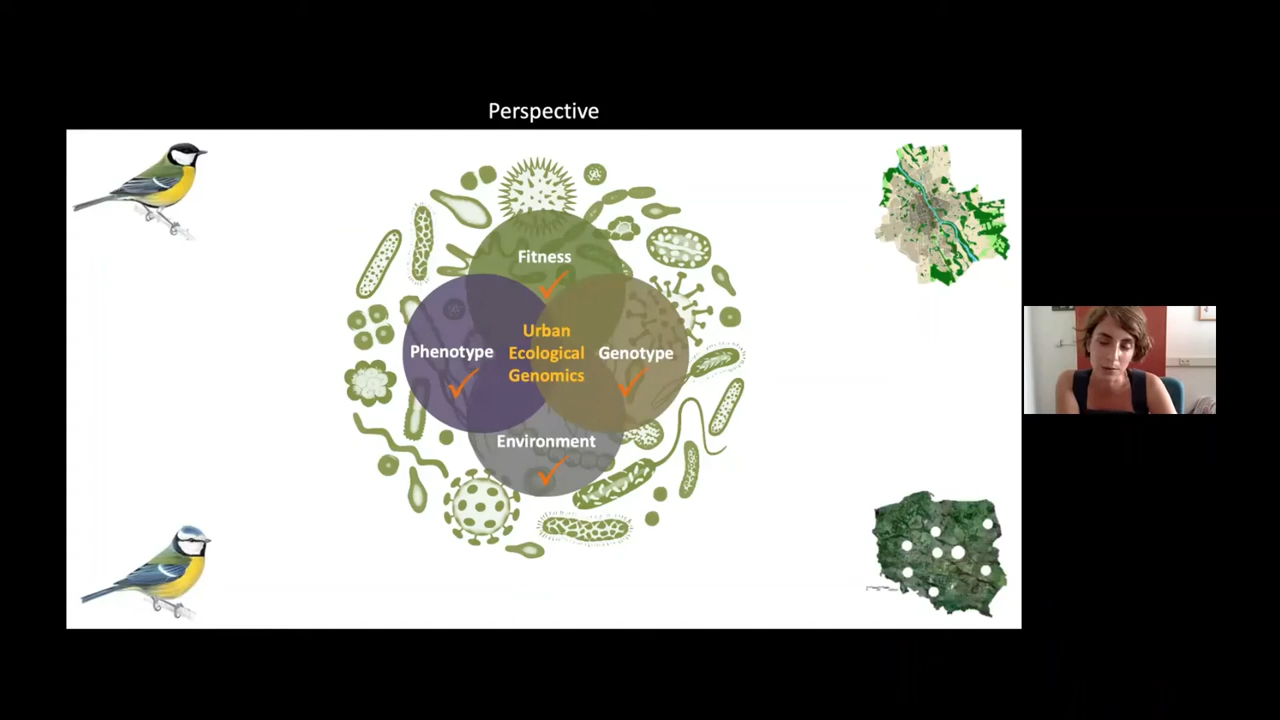 Perspective
Fitness
Urban
Ecological
Genomics
Phenotype
Genotype
Environment